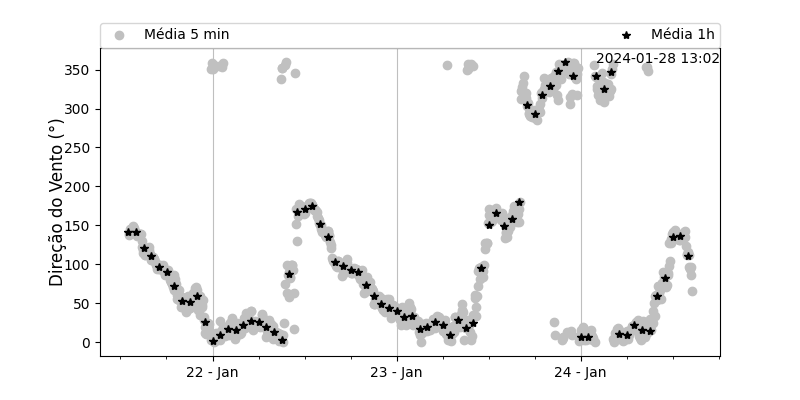 Média 5 min
Média 1h
2024-01-28 13:02
Direção do Vento (°)
350
300
250
200
150
100
50
0
22 - Jan
23 - Jan
24 - Jan